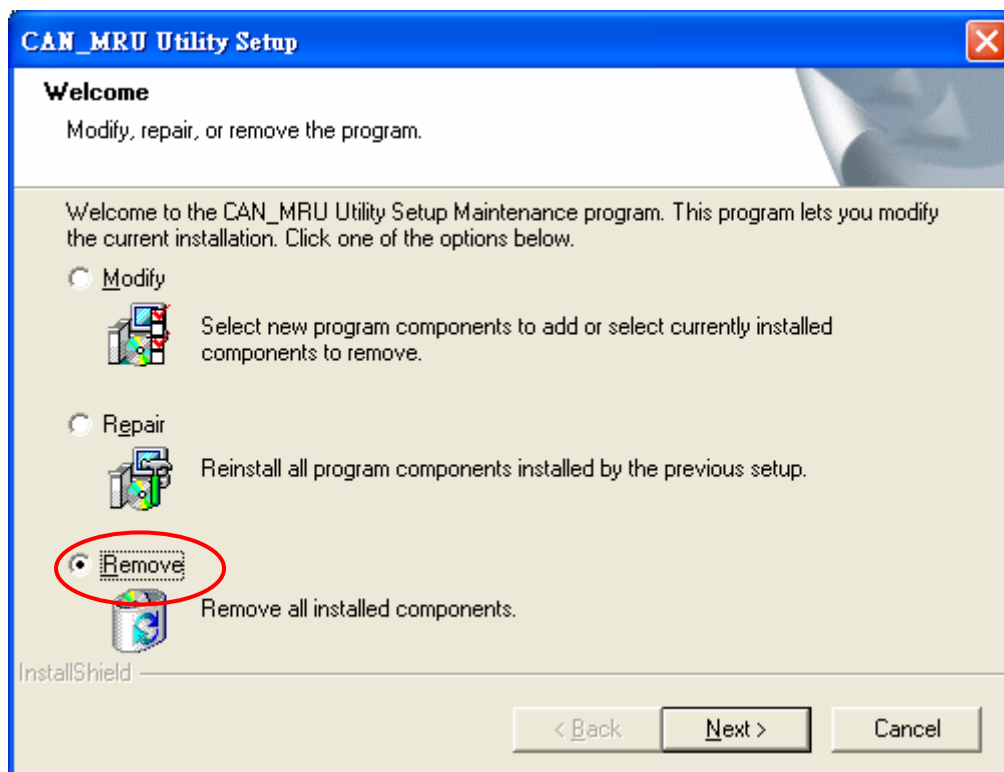 CAN_MRU Utility Setup
Welcome
Modify, repair, or remove the program.
Welcome to the CAN_MRU Utility Setup Maintenance program. This program lets you modify
the current installation. Click one of the options below.
Modify
Select new program components to add or select currently installed
components to remove.
Repair
Reinstall all program components installed by the previous setup.
Remove
Remove all installed components.
InstallShield
< Back Next > Cancel